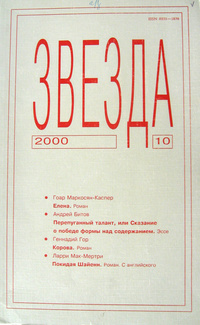 ЗВЕЗДА
2000 10
Гоар Маркосян-Каспер
Елена. Роман
Андрей Битов
Перепуганный талант, или Сказание
о победе формы над содержанием. Эссе
Геннадий Гор
Корова. Роман
Ларри Мак-Мертри
Покидая Шайенн. Роман. С английского